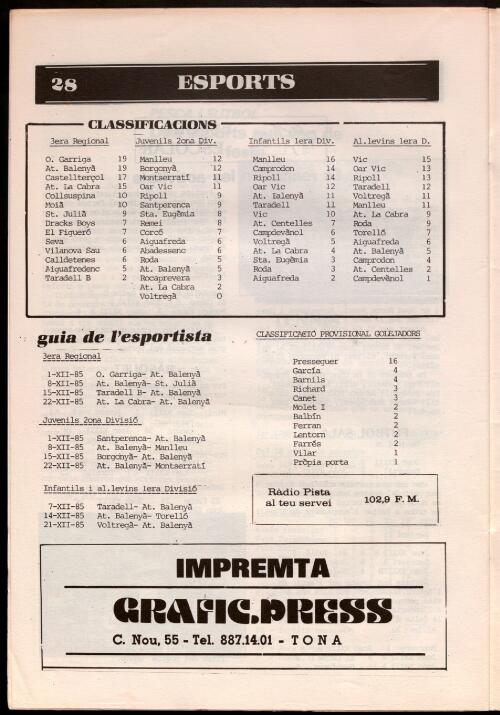 28 ESPORTS
CLASSIFICACIONS
3era Regional
O. Garriga 19
At. Balenyà 19
Castellterçol 17
At. La Cabra 15
Collsuspina 10
Moià 10
St. Julià 9
Dracks Boys 7
El Figueró 7
Seva 6
Vilanova Sau 6
Calldetenes 6
Aiguafredenc 5
Taradell B 2
Juvenils 2ona Div.
Manlleu 12
Borgonyà 12
Montserratí 11
Oar Vic 11
Ripoll 9
Santperenca 9
Sta. Eugèmia 8
Remei 8
Corcó 7
Aiguafreda 6
Abadessenc 6
Roda 5
At. Balenyà 5
Rocaprevera 3
At. La Cabra 2
Voltregà 0
Infantils 1era Div.
Manlleu 16
Campredon 14
Ripoll 14
Oar Vic 12
At. Balenyà 11
Taradell 11
Vic 10
At. Centelles 7
Campdevànol 6
Voltregà 5
At. La Cabra 4
Sta. Eugèmia 3
Roda 3
Aiguafreda 2
Al.levins 1era D.
Vic 15
Oar Vic 13
Ripoll 13
Taradell 12
Voltregà 11
Manlleu 11
At. La Cabra 9
Roda 9
Torelló 7
Aiguafreda 6
At. Balenyà 5
Camprodon 4
At. Centelles 2
Campdevànol 1
guia de l'esportista
3era Regional
1-XII-85 O. Garriga- At. Balenyà
8-XII-85 At. Balenyà- St. Julià
15-XII-85 Taradell B- At. Balenyà
22-XII-85 At. La Cabra- At. Balenyà
Juvenils 2ona Divisió
1-XII-85 Santperenca- At. Balenyà
8-XII-85 At. Balenyà- Manlleu
15-XII-85 Borgonyà- At. Balenyà
22-XII-85 At. Balenyà- Montserratí
Infantils i al.levins 1era Divisió
7-XII-85 Taradell- At. Balenyà
14-XII-85 At. Balenyà- Torelló
21-XII-85 Voltregà- At. Balenyà
CLASSIFICACIÓ PROVISIONAL GOLEJADORS
Presseguer 16
García 4
Barnils 4
Richard 3
Canet 3
Molet I 2
Balbín 2
Ferran 2
Lentorn 2
Farrés 2
Vilar 1
Pròpia porta 1
Ràdio Pista
al teu servei 102,9 F. M.
IMPREMTA
GRAFIC.PRESS
C. Nou, 55 - Tel. 887.14.01 - TONA